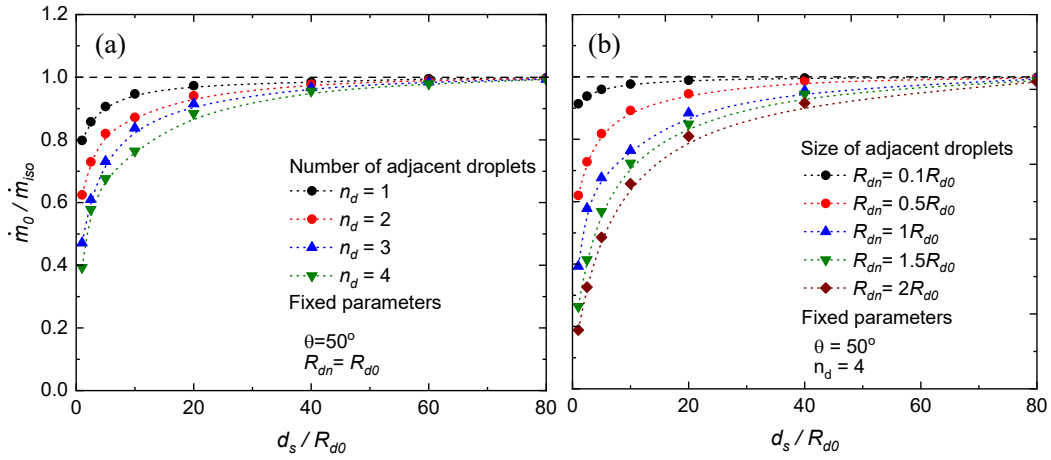 (a)
1.0
0.8
0.6
0.4
0.2
0.0
ṁ0 / ṁiso
Number of adjacent droplets
nd = 1
nd = 2
nd = 3
nd = 4
Fixed parameters
θ=50°
Rdn= Rd0
0 20 40 60 80
ds / Rd0
(b)
Size of adjacent droplets
Rdn= 0.1Rd0
Rdn= 0.5Rd0
Rdn= 1Rd0
Rdn= 1.5Rd0
Rdn= 2Rd0
Fixed parameters
θ = 50°
nd = 4
0 20 40 60 80
ds / Rd0